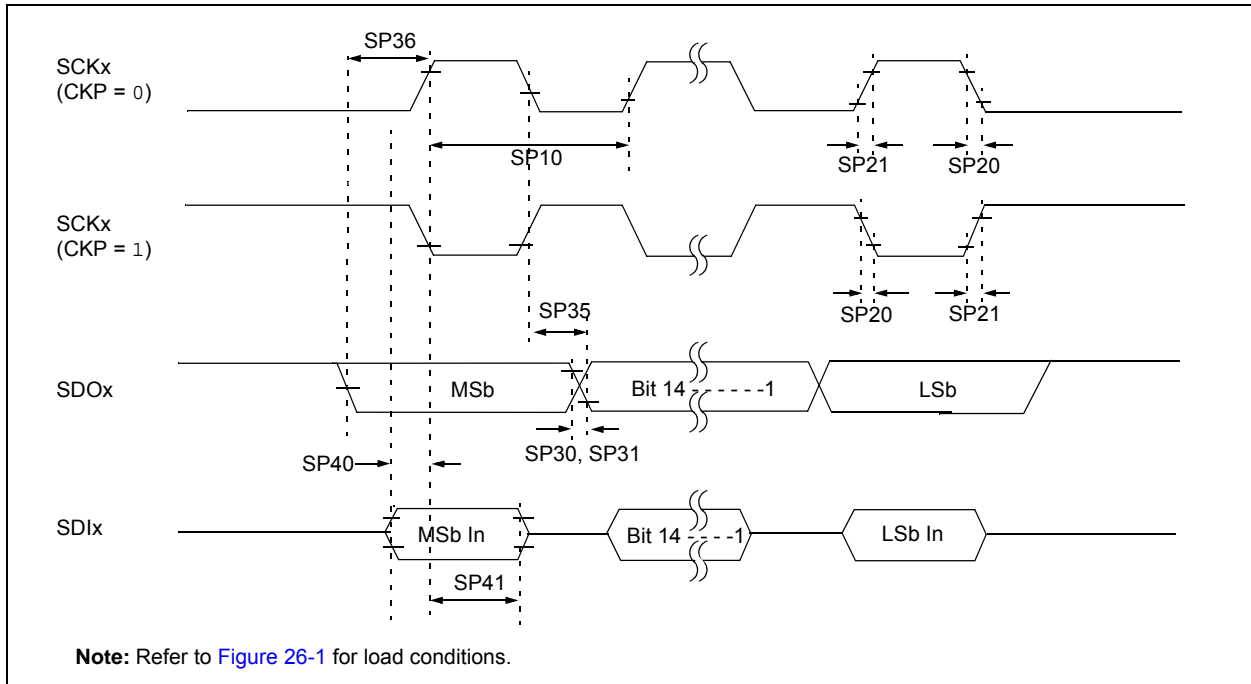 SP36
SCKx
(CKP = 0)
SP10
SP21
SP20
SCKx
(CKP = 1)
SP35
SP20
SP21
SDOx
MSb
Bit 14 - - - - - -1
LSb
SP30, SP31
SP40
SDIx
MSb In
Bit 14 - - - - -1
LSb In
SP41
Note: Refer to Figure 26-1 for load conditions.